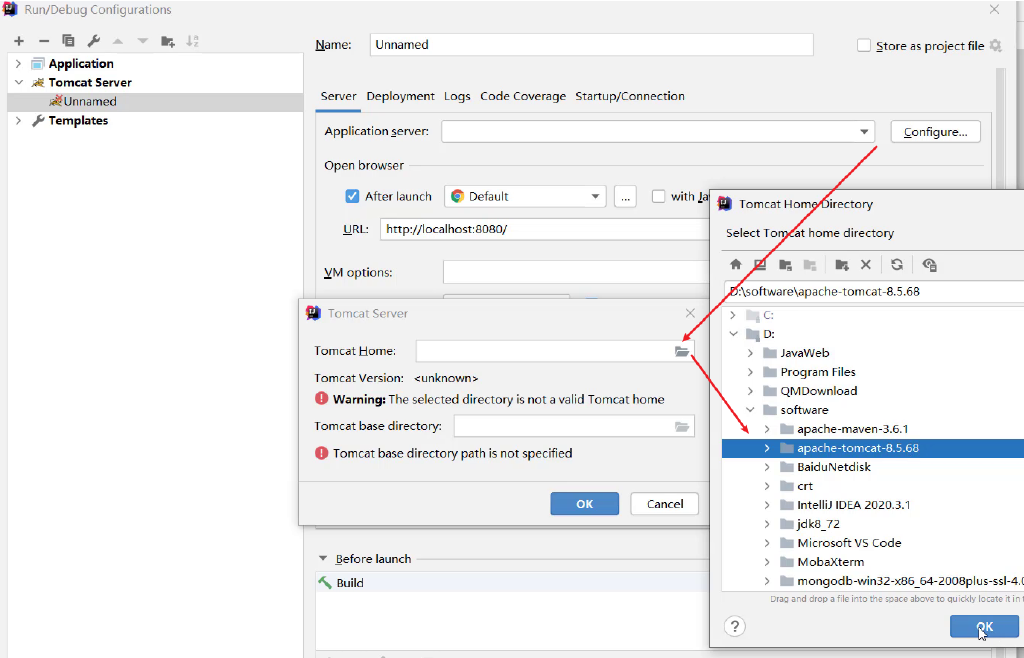 Run/Debug Configurations
Name: Unnamed
Store as project file
Application
Tomcat Server
Unnamed
Templates
Server Deployment Logs Code Coverage Startup/Connection
Application server:
Configure...
Open browser
After launch Default ... with
URL: http://localhost:8080/
VM options:
Before launch
Build
Tomcat Server
Tomcat Home:
Tomcat Version: <unknown>
Warning: The selected directory is not a valid Tomcat home
Tomcat base directory:
Tomcat base directory path is not specified
OK Cancel
Tomcat Home Directory
Select Tomcat home directory
D:\software\apache-tomcat-8.5.68
C:
D:
JavaWeb
Program Files
QMDownload
software
apache-maven-3.6.1
apache-tomcat-8.5.68
BaiduNetdisk
crt
IntelliJ IDEA 2020.3.1
jdk8_72
Microsoft VS Code
MobaXterm
mongodb-win32-x86_64-2008plus-ssl-4.0
Drag and drop a file into the space above to quickly locate it in
?
OK